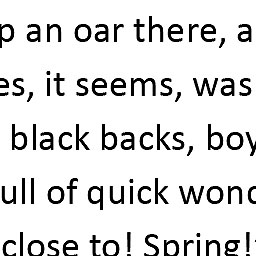 p an oar there, a
es, it seems, was
black backs, boy
ull of quick wond
close to! Spring!